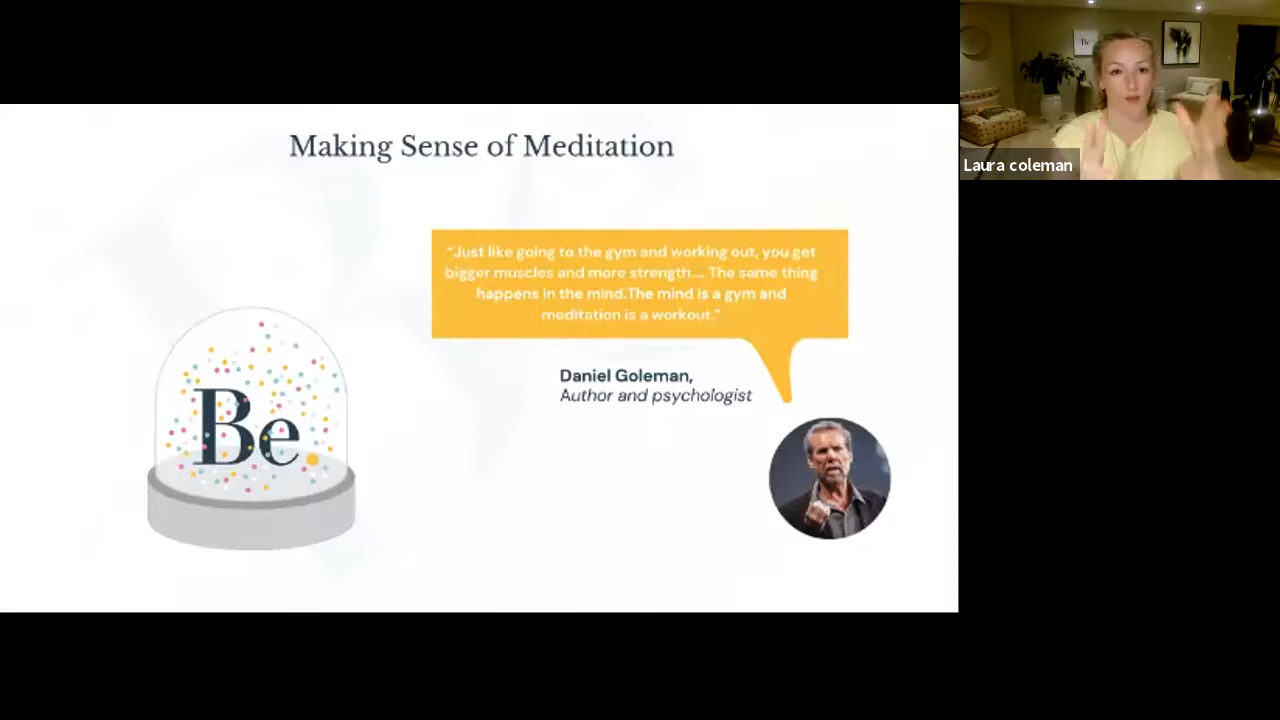 Making Sense of Meditation
"Just like going to the gym and working out, you get
bigger muscles and more strength.... The same thing
happens in the mind.The mind is a gym and
meditation is a workout."
Daniel Goleman,
Author and psychologist
Be.
Be
Laura coleman